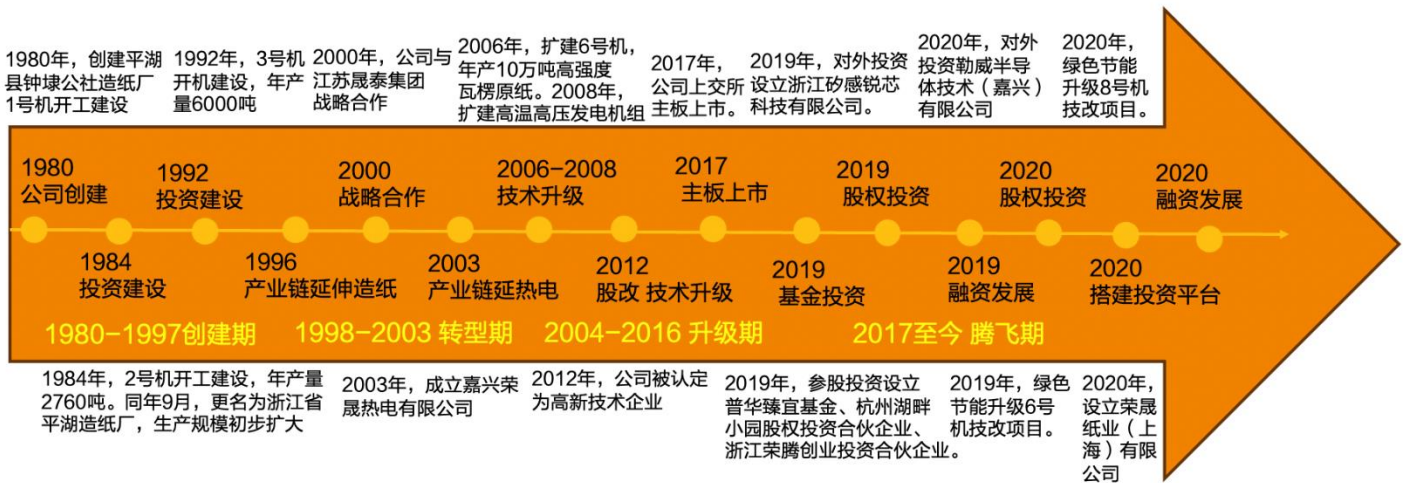 1980年，创建平湖
县钟埭公社造纸厂
1号机开工建设
1992年，3号机
开机建设，年产
量6000吨
2000年，公司与
江苏晟泰集团
战略合作
2006年，扩建6号机，
年产10万吨高强度
瓦楞原纸。2008年，
扩建高温高压发电机组
2017年，
公司上交所
主板上市。
2019年，对外投资
设立浙江矽感锐芯
科技有限公司。
2020年，对外
投资勒威半导
体技术（嘉兴）
有限公司
2020年，
绿色节能
升级8号机
技改项目。
1980
公司创建
1992
投资建设
2000
战略合作
2006-2008
技术升级
2017
主板上市
2019
股权投资
2020
股权投资
2020
融资发展
1984
投资建设
1996
产业链延伸造纸
2003
产业链延热电
2012
股改 技术升级
2019
基金投资
2019
融资发展
2020
搭建投资平台
1980-1997创建期
1998-2003 转型期
2004-2016 升级期
2017至今 腾飞期
1984年，2号机开工建设，年产量
2760吨。同年9月，更名为浙江省
平湖造纸厂，生产规模初步扩大
2003年，成立嘉兴荣
晟热电有限公司
2012年，公司被认定
为高新技术企业
2019年，参股投资设立
普华臻宜基金、杭州湖畔
小园股权投资合伙企业、
浙江荣腾创业投资合伙企业。
2019年，绿色
节能升级6号
机技改项目。
2020年，
设立荣晟
纸业（上
海）有限
公司